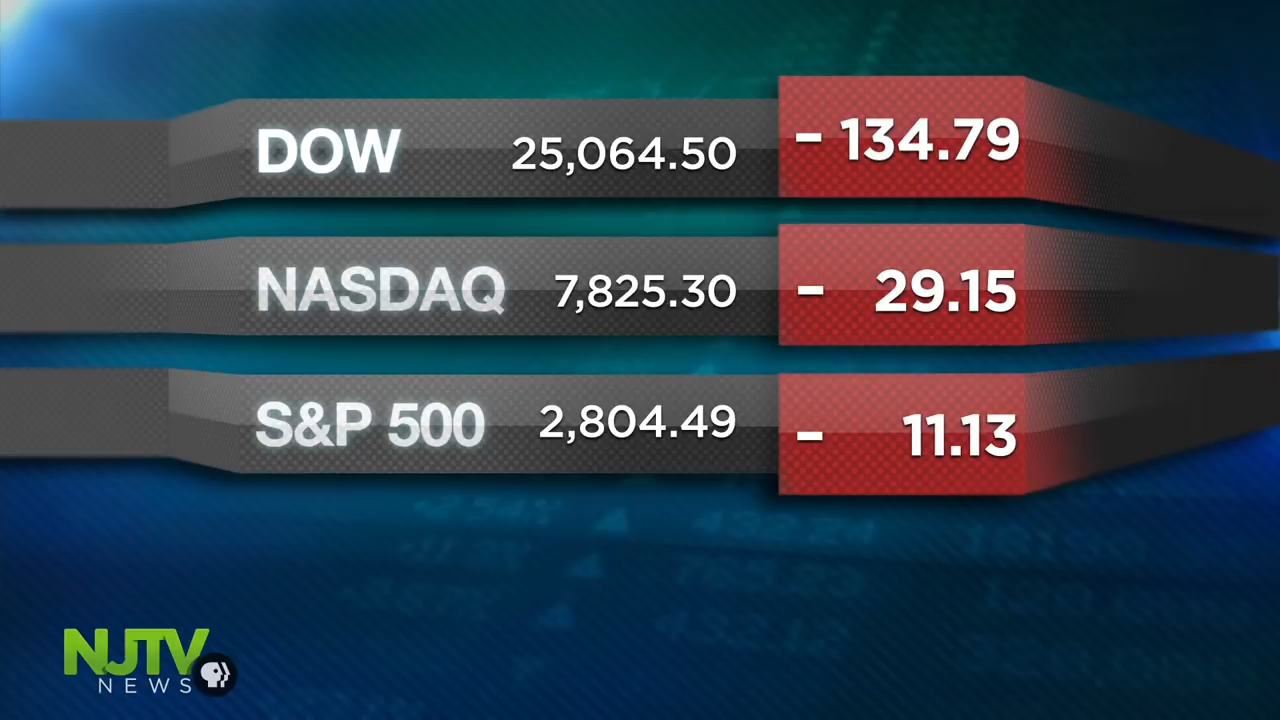 DOW 25,064.50 - 134.79
NASDAQ 7,825.30 - 29.15
S&P 500 2,804.49 - 11.13
NJTV
NEWS